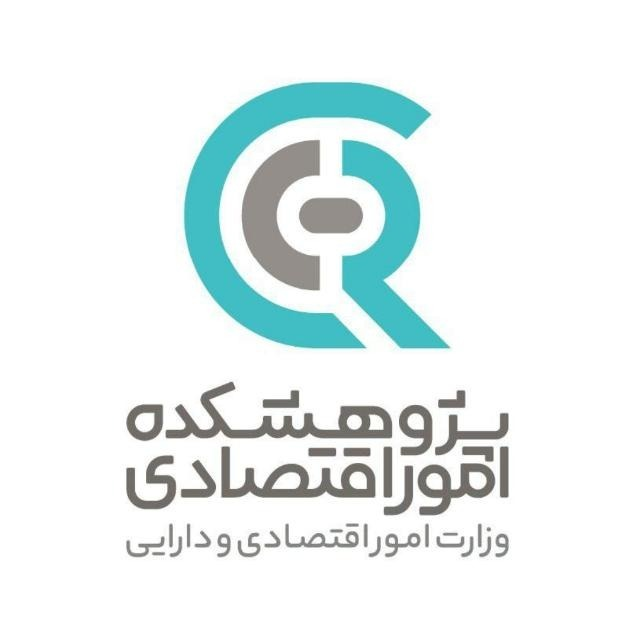 پژوهشکده
امور اقتصادی
وزارت امور اقتصادی و دارایی